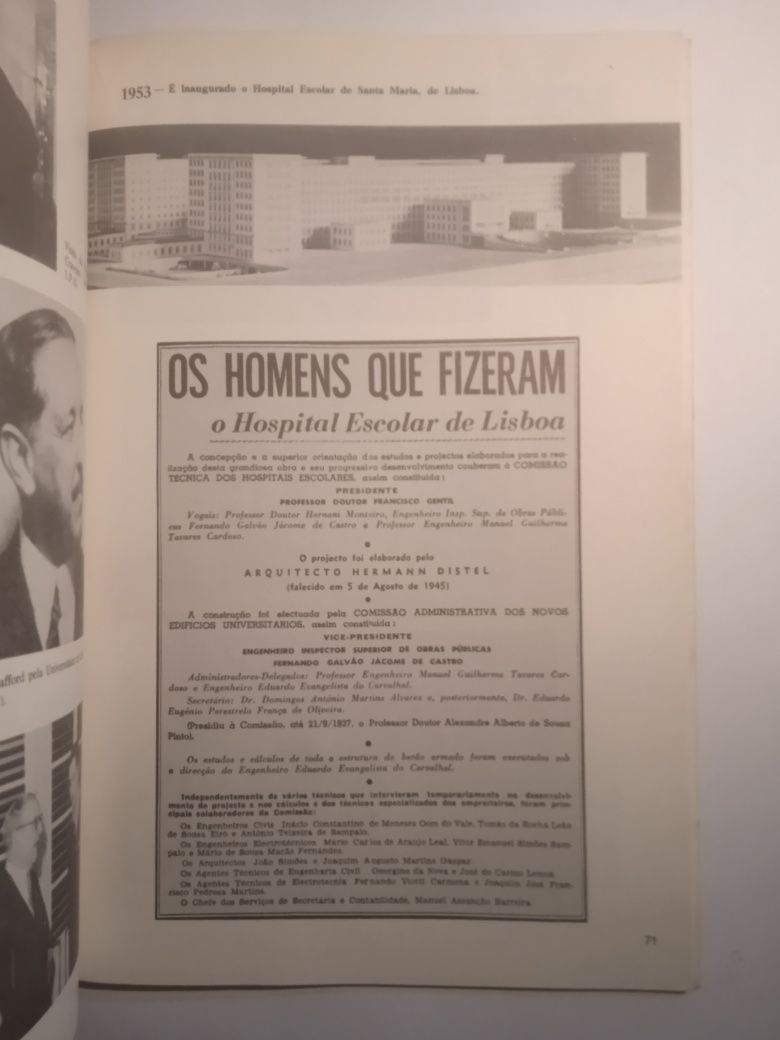 1953 — É inaugurado o Hospital Escolar de Santa Maria, de Lisboa.
OS HOMENS QUE FIZERAM
o Hospital Escolar de Lisboa
A concepção e a superior orientação dos estudos e projectos elaborados para a rea-
lização desta grandiosa obra e seu progressivo desenvolvimento couberam à COMISSÃO
TÉCNICA DOS HOSPITAIS ESCOLARES, assim constituída:
PRESIDENTE
PROFESSOR DOUTOR FRANCISCO GENTIL
Vogais: Professor Doutor Hernani Monteiro, Engenheiro Insp. Sup. de Obras Públi-
cas Fernando Galvão Jácome de Castro e Professor Engenheiro Manuel Guilherme
Tavares Cardoso.
O projecto foi elaborado pelo
ARQUITECTO HERMANN DISTEL
(falecido em 5 de Agosto de 1945)
A construção foi efectuada pela COMISSÃO ADMINISTRATIVA DOS NOVOS
EDIFICIOS UNIVERSITARIOS, assim constituída:
VICE-PRESIDENTE
ENGENHEIRO INSPECTOR SUPERIOR DE OBRAS PÚBLICAS
FERNANDO GALVÃO JÁCOME DE CASTRO
Administradores-Delegados: Professor Engenheiro Manuel Guilherme Tavares Car-
doso e Engenheiro Eduardo Evangelista do Carvalhal.
Secretário: Dr. Domingos António Martins Álvares e, posteriormente, Dr. Eduardo
Eugénio Perestrelo França de Oliveira.
(Presidiu à Comissão, até 21/9/1937, o Professor Doutor Alexandre Alberto de Sousa
Pinto).
Os estudos e cálculos de toda a estrutura de betão armado foram executados sob
a direcção do Engenheiro Eduardo Evangelista do Carvalhal.
Independentemente de vários técnicos que intervieram temporariamente no desenvolvi-
mento do projecto e nos cálculos e dos técnicos especializados dos empreiteiros, foram prin-
cipais colaboradores da Comissão:
Os Engenheiros Civis Inácio Constantino de Meneses Oom do Vale, Tomás da Rocha Leão
de Sousa Eiró e António Teixeira de Sampaio.
Os Engenheiros Electrotécnicos Mário Carlos de Araújo Leal, Vitor Emanuel Simões Sam-
paio e Mário de Sousa Macás Fernandes.
Os Arquitectos João Simões e Joaquim Augusto Martins Gaspar.
Os Agentes Técnicos de Engenharia Civil Georgino da Nova e José do Carmo Lemos.
Os Agentes Técnicos de Electrotecnia Fernando Viotti Carmona e Joaquim José Fran-
cisco Pedrosa Martins.
O Chefe dos Serviços de Secretaria e Contabilidade, Manuel Assunção Barreira.
71
afford pela Universidade
).